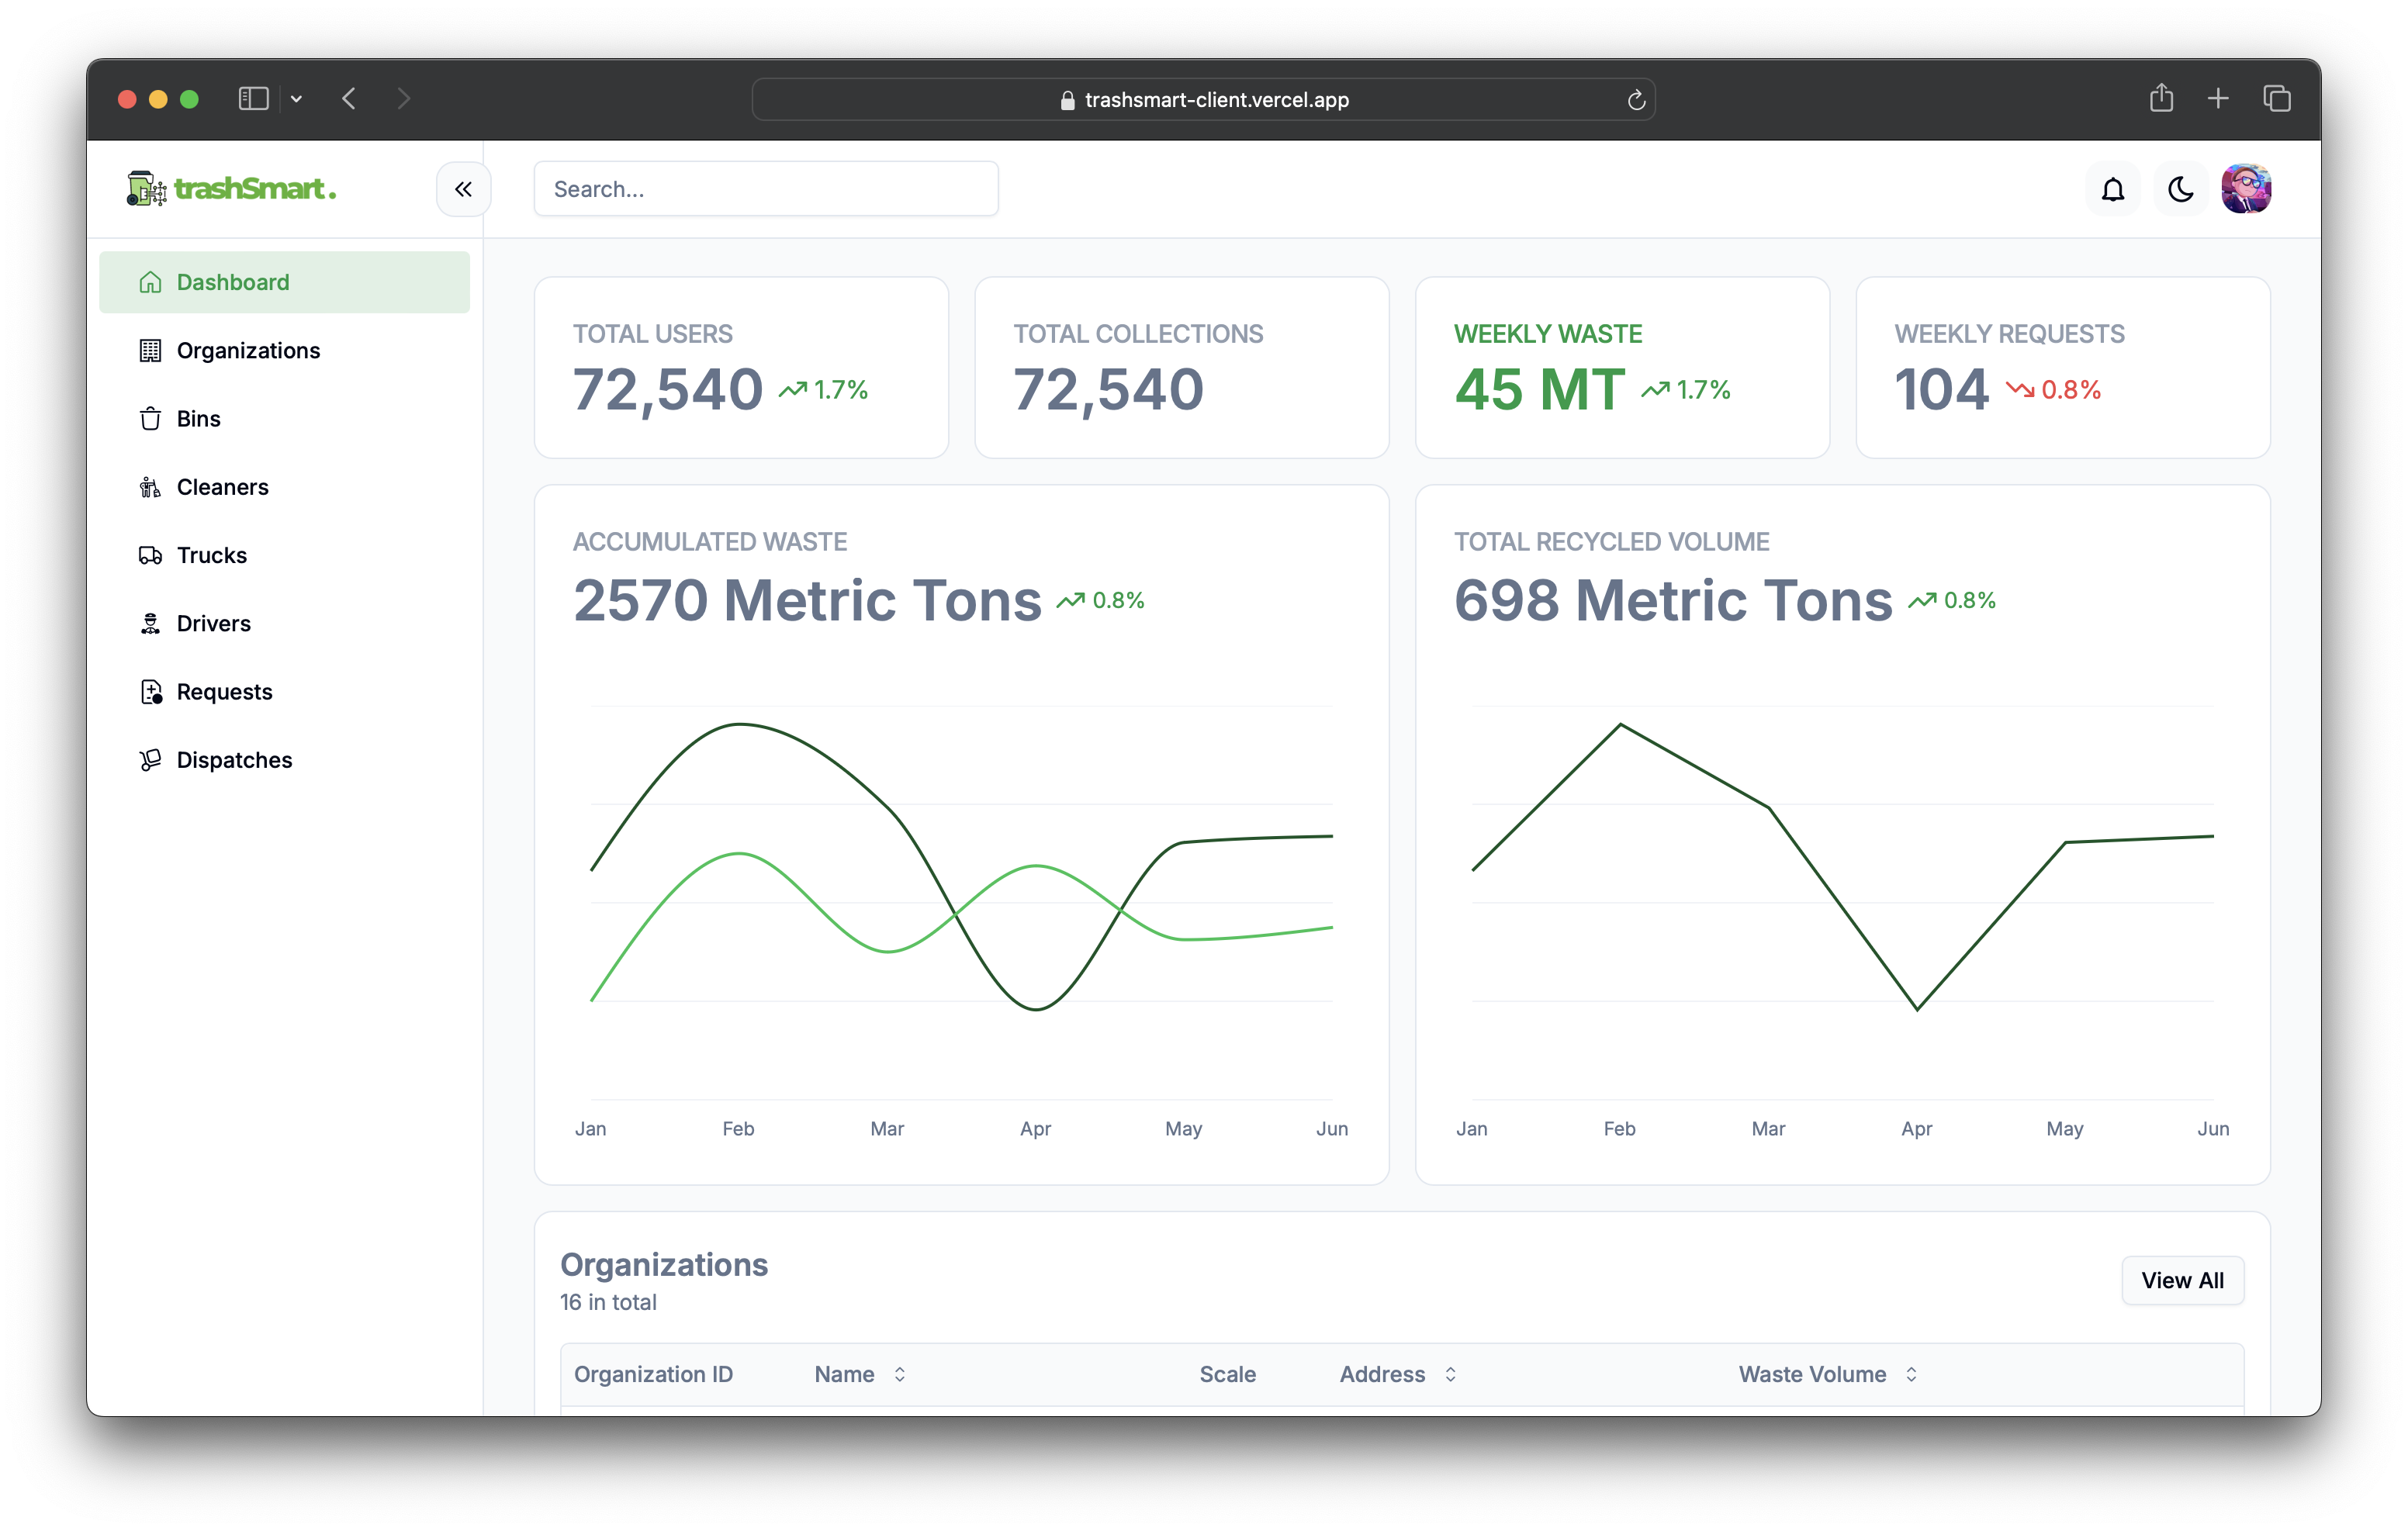 trashsmart-client.vercel.app
trashSmart.
Search...
Dashboard
Organizations
Bins
Cleaners
Trucks
Drivers
Requests
Dispatches
TOTAL USERS
72,540 1.7%
TOTAL COLLECTIONS
72,540
WEEKLY WASTE
45 MT 1.7%
WEEKLY REQUESTS
104 0.8%
ACCUMULATED WASTE
2570 Metric Tons 0.8%
Jan Feb Mar Apr May Jun
TOTAL RECYCLED VOLUME
698 Metric Tons 0.8%
Jan Feb Mar Apr May Jun
Organizations
16 in total
View All
Organization ID Name Scale Address Waste Volume